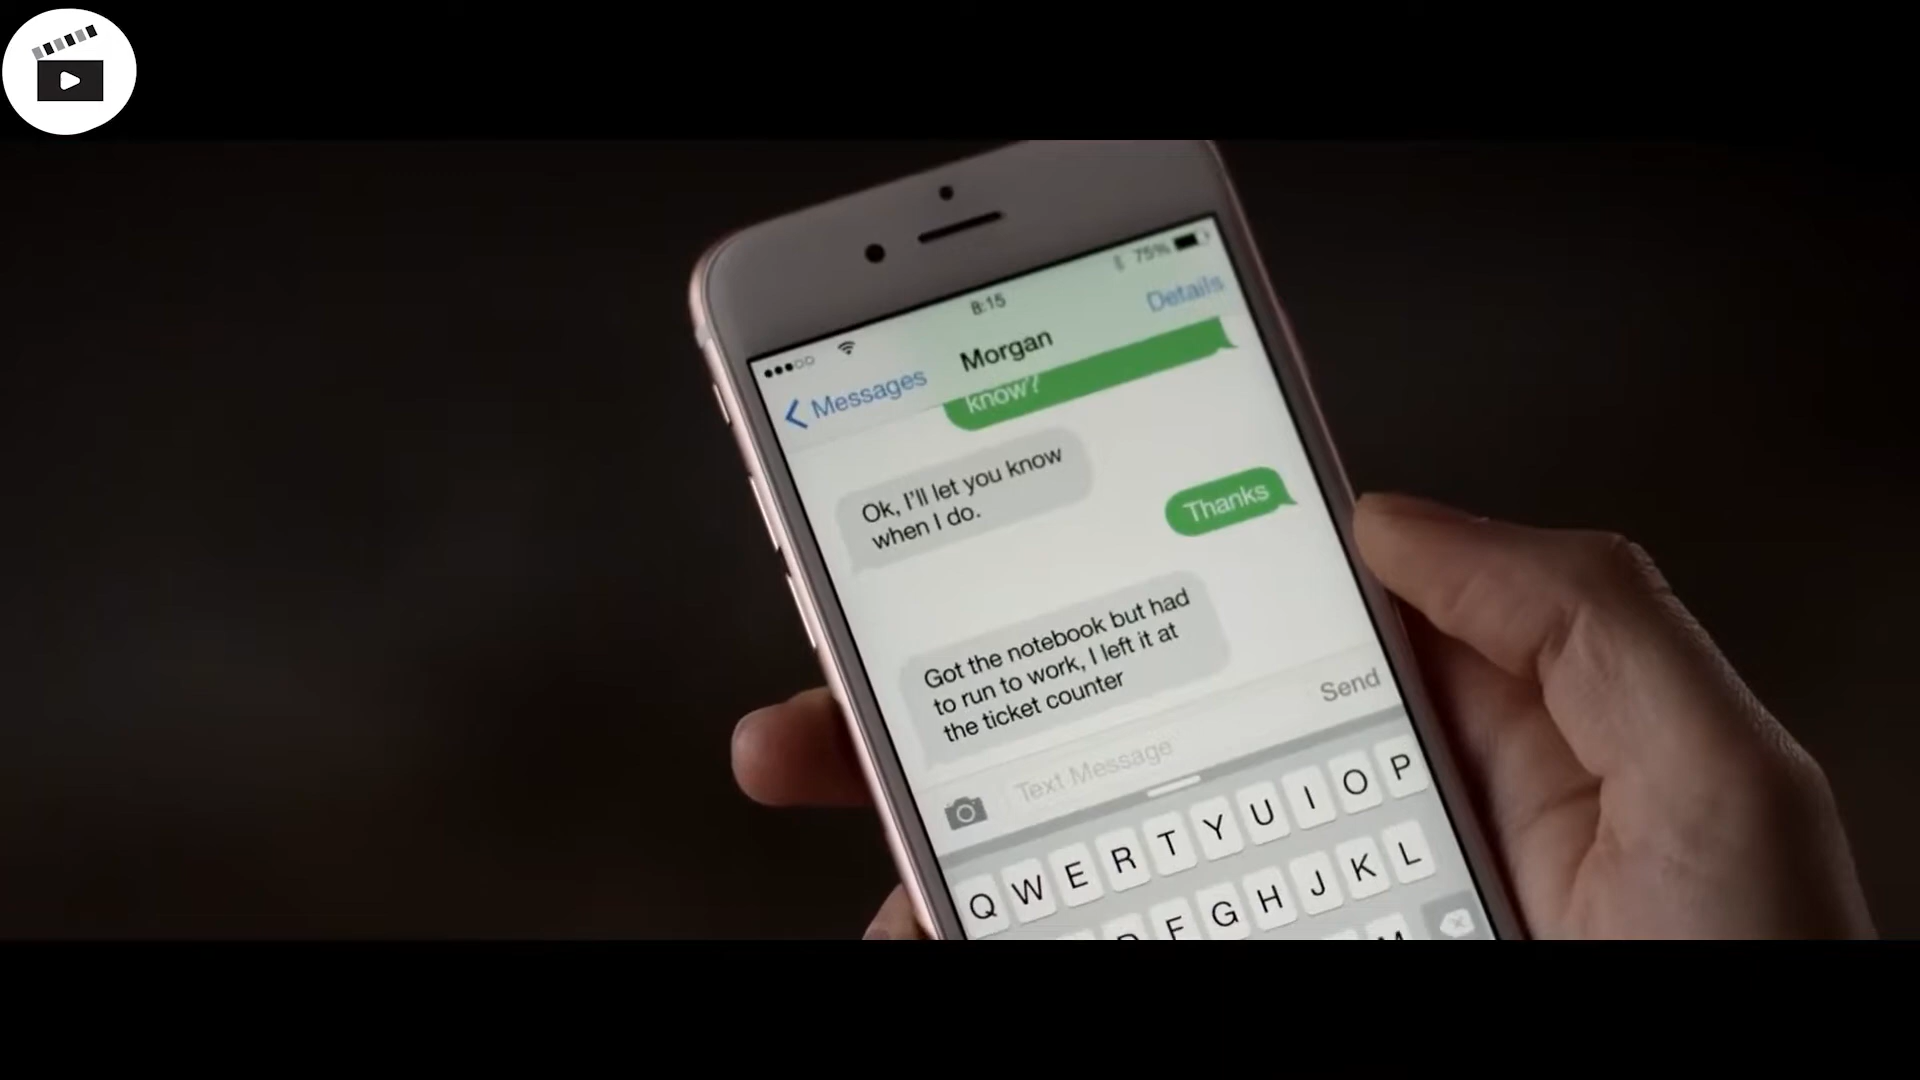 75%
8:15
Messages
Morgan
Details
know?
Ok, I'll let you know
when I do.
Thanks
Got the notebook but had
to run to work, I left it at
the ticket counter
Text Message
Send
Q W E R T Y U I O P
D F G H J K L
M